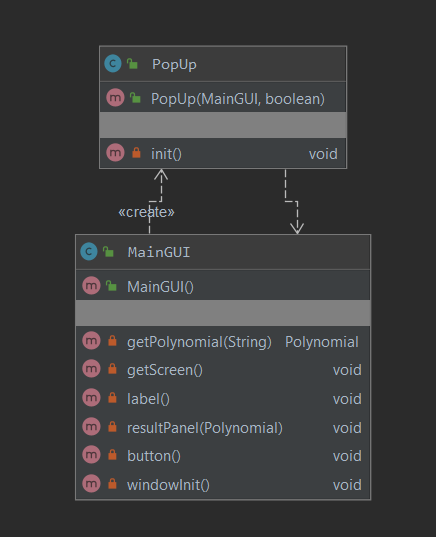 C PopUp
m PopUp(MainGUI, boolean)
m init() void
«create»
C MainGUI
m MainGUI()
m getPolynomial(String) Polynomial
m getScreen() void
m label() void
m resultPanel(Polynomial) void
m button() void
m windowInit() void